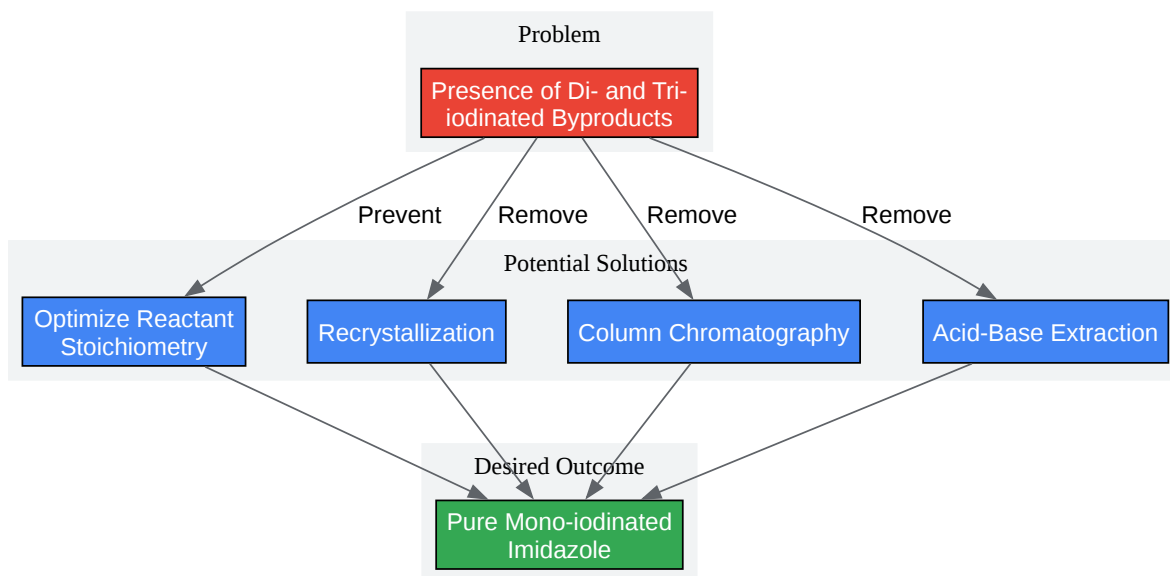 Problem
Presence of Di- and Tri-
iodinated Byproducts
Prevent
Remove
Remove
Remove
Potential Solutions
Optimize Reactant
Stoichiometry
Recrystallization
Column Chromatography
Acid-Base Extraction
Desired Outcome
Pure Mono-iodinated
Imidazole